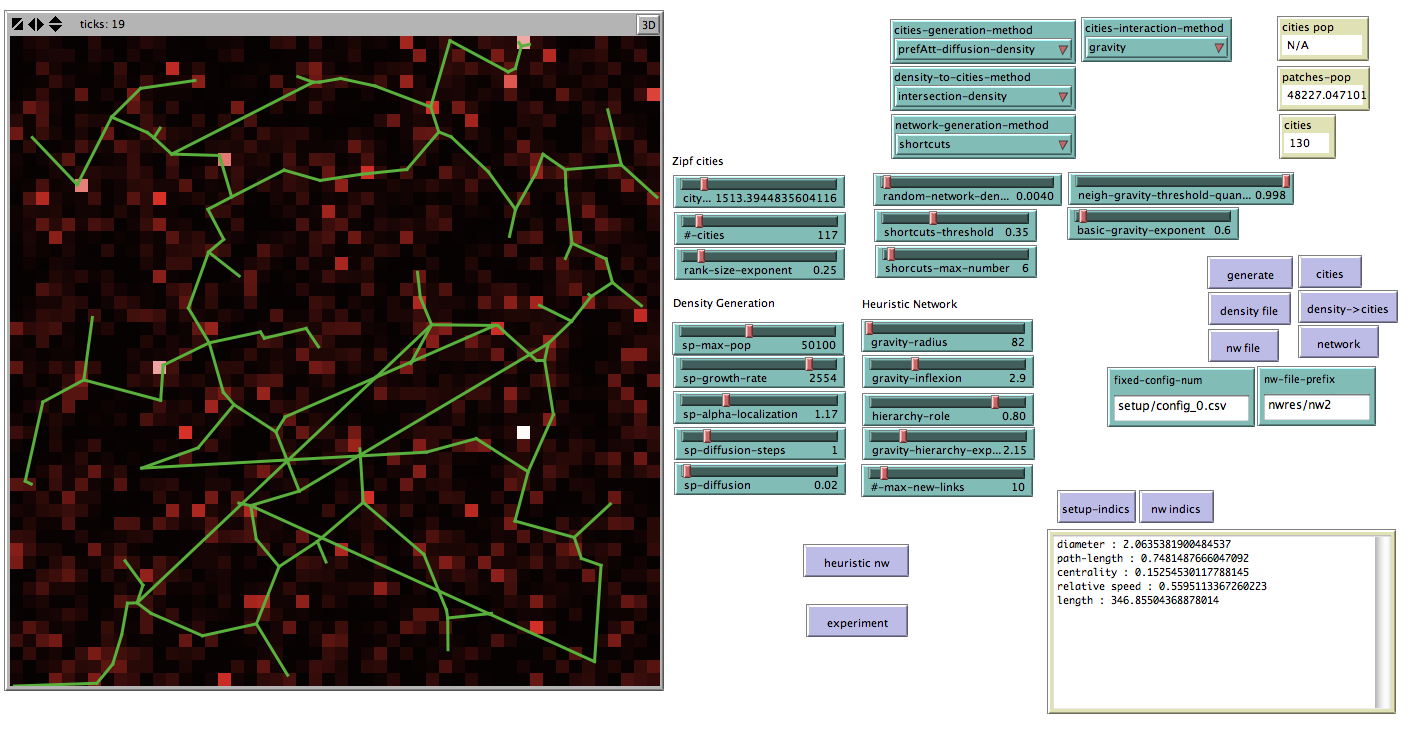 ticks: 19
3D
cities-generation-method
prefAtt-diffusion-density
cities-interaction-method
gravity
cities pop
N/A
density-to-cities-method
intersection-density
patches-pop
48227.047101
network-generation-method
shortcuts
cities
130
Zipf cities
city... 1513.3944835604116
random-network-den... 0.0040
neigh-gravity-threshold-quan... 0.998
#-cities 117
shortcuts-threshold 0.35
basic-gravity-exponent 0.6
rank-size-exponent 0.25
shorcuts-max-number 6
generate
cities
density file
density->cities
nw file
network
Density Generation
Heuristic Network
sp-max-pop 50100
gravity-radius 82
sp-growth-rate 2554
gravity-inflexion 2.9
sp-alpha-localization 1.17
hierarchy-role 0.80
sp-diffusion-steps 1
gravity-hierarchy-exp... 2.15
sp-diffusion 0.02
#-max-new-links 10
fixed-config-num
setup/config_0.csv
nw-file-prefix
nwres/nw2
setup-indics
nw indics
diameter : 2.0635381900484537
path-length : 0.7481487666047092
centrality : 0.15254530117788145
relative speed : 0.5595113367260223
length : 346.85504368878014
heuristic nw
experiment